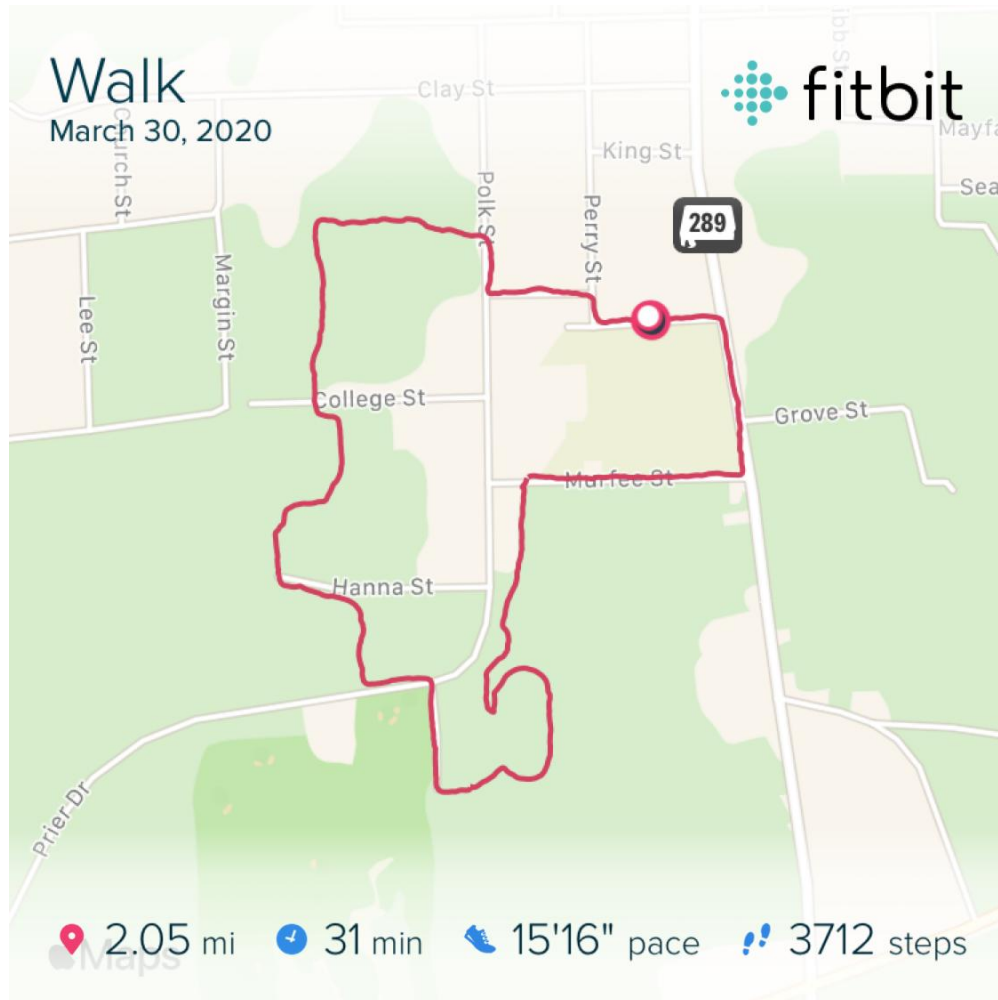 Walk
March 30, 2020
fitbit
Clay St
Church St
King St
Mayfa
Sea
Polk St
Perry St
289
Lee St
Margin St
College St
Grove St
Murfee St
Hanna St
Prier Dr
Maps
2.05 mi
31 min
15'16" pace
3712 steps